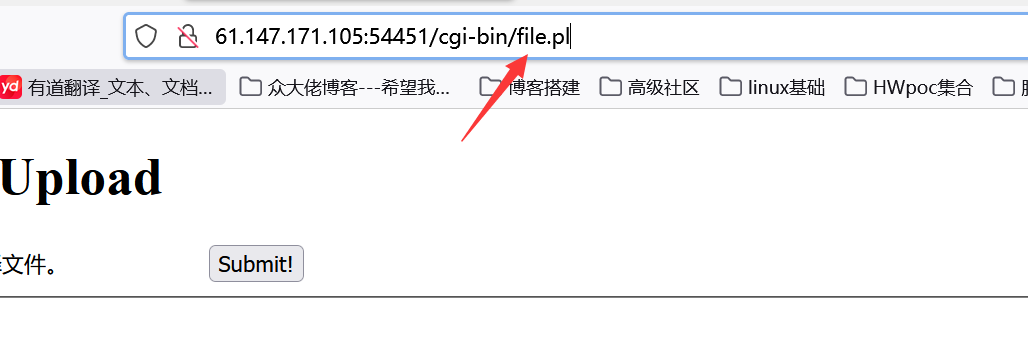 61.147.171.105:54451/cgi-bin/file.pl
yd 有道翻译_文本、文档... 众大佬博客---希望我... 博客搭建 高级社区 linux基础 HWpoc集合
Upload
文件。 Submit!